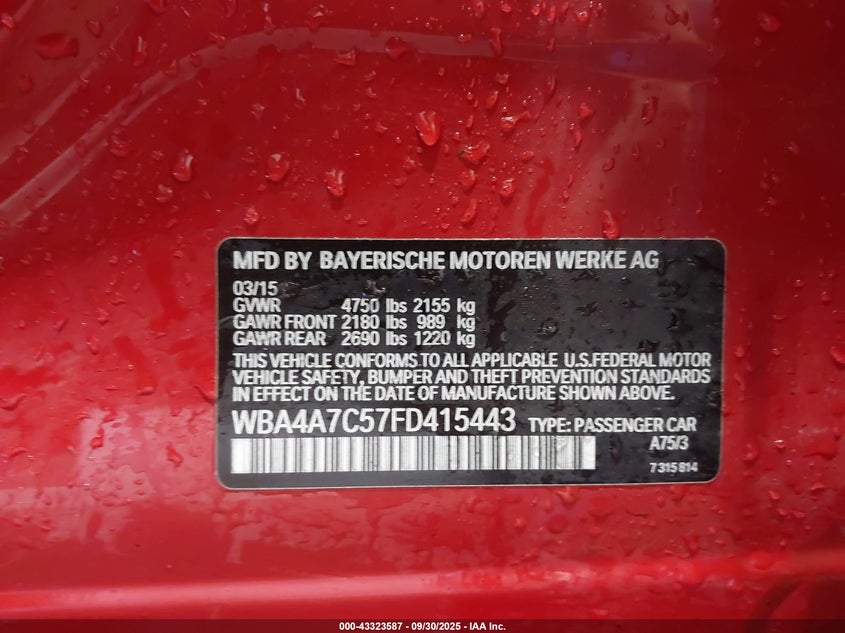 MFD BY BAYERISCHE MOTOREN WERKE AG
03/15
GVWR 4750 lbs 2155 kg
GAWR FRONT 2180 lbs 989 kg
GAWR REAR 2690 lbs 1220 kg
THIS VEHICLE CONFORMS TO ALL APPLICABLE U.S.FEDERAL MOTOR
VEHICLE SAFETY, BUMPER AND THEFT PREVENTION STANDARDS
IN EFFECT ON THE DATE OF MANUFACTURE SHOWN ABOVE.
WBA4A7C57FD415443 TYPE: PASSENGER CAR
A75/3
7315814
000-43323587 - 09/30/2025 - IAA Inc.